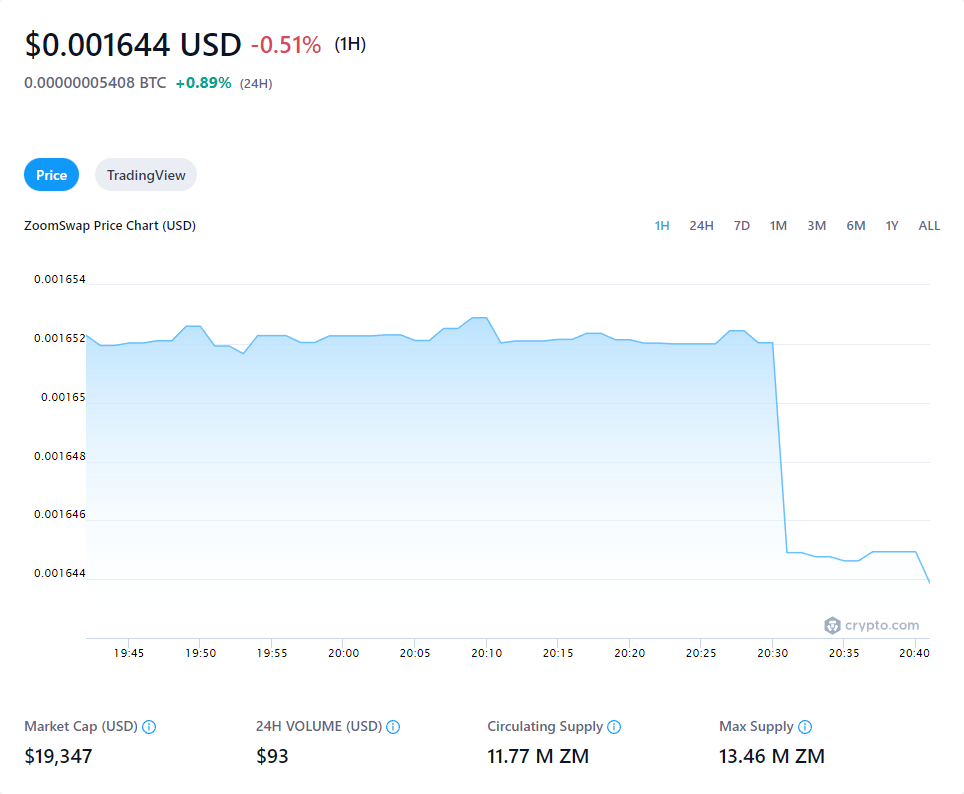 $0.001644 USD -0.51% (1H)
0.00000005408 BTC +0.89% (24H)
Price TradingView
ZoomSwap Price Chart (USD) 1H 24H 7D 1M 3M 6M 1Y ALL
0.001654
0.001652
0.00165
0.001648
0.001646
0.001644
crypto.com
19:45 19:50 19:55 20:00 20:05 20:10 20:15 20:20 20:25 20:30 20:35 20:40
Market Cap (USD) 24H VOLUME (USD) Circulating Supply Max Supply
$19,347 $93 11.77 M ZM 13.46 M ZM